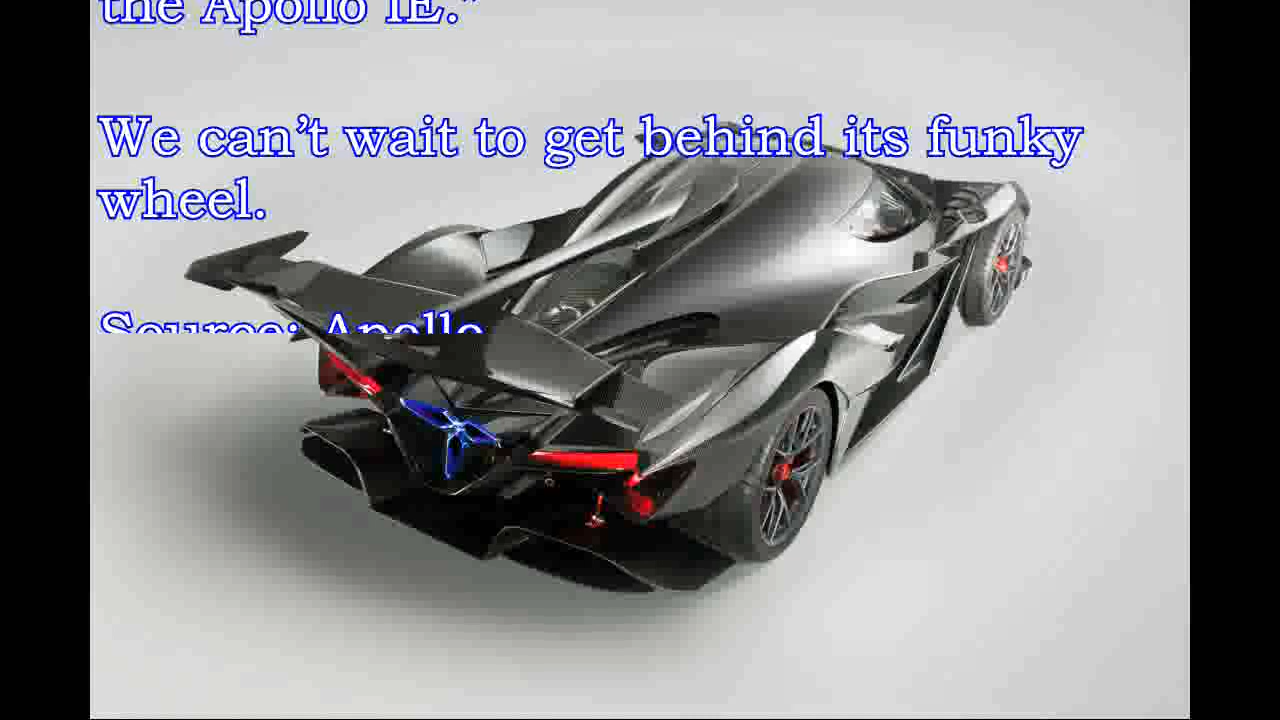 the Apollo IE.”
We can’t wait to get behind its funky
wheel.
Source: Apollo